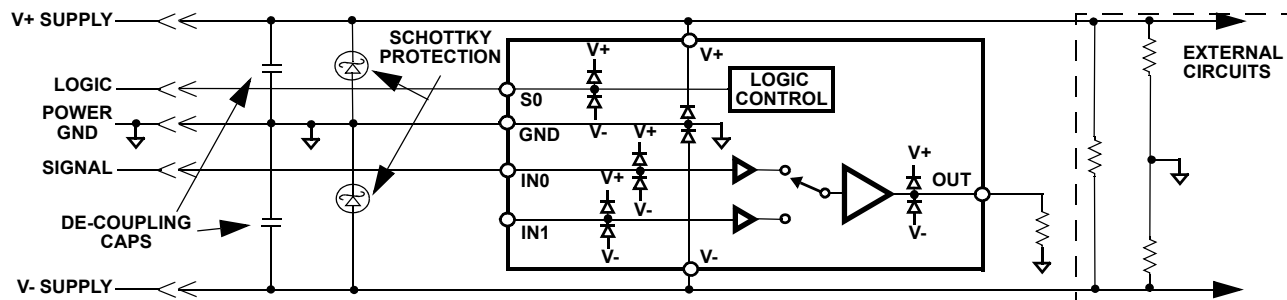 V+ SUPPLY
LOGIC
POWER
GND
SIGNAL
DE-COUPLING
CAPS
V- SUPPLY
SCHOTTKY
PROTECTION
V+
S0
V-
GND
V+
IN0
V-
V+
IN1
V-
V+
LOGIC
CONTROL
V+
OUT
V-
V-
EXTERNAL
CIRCUITS